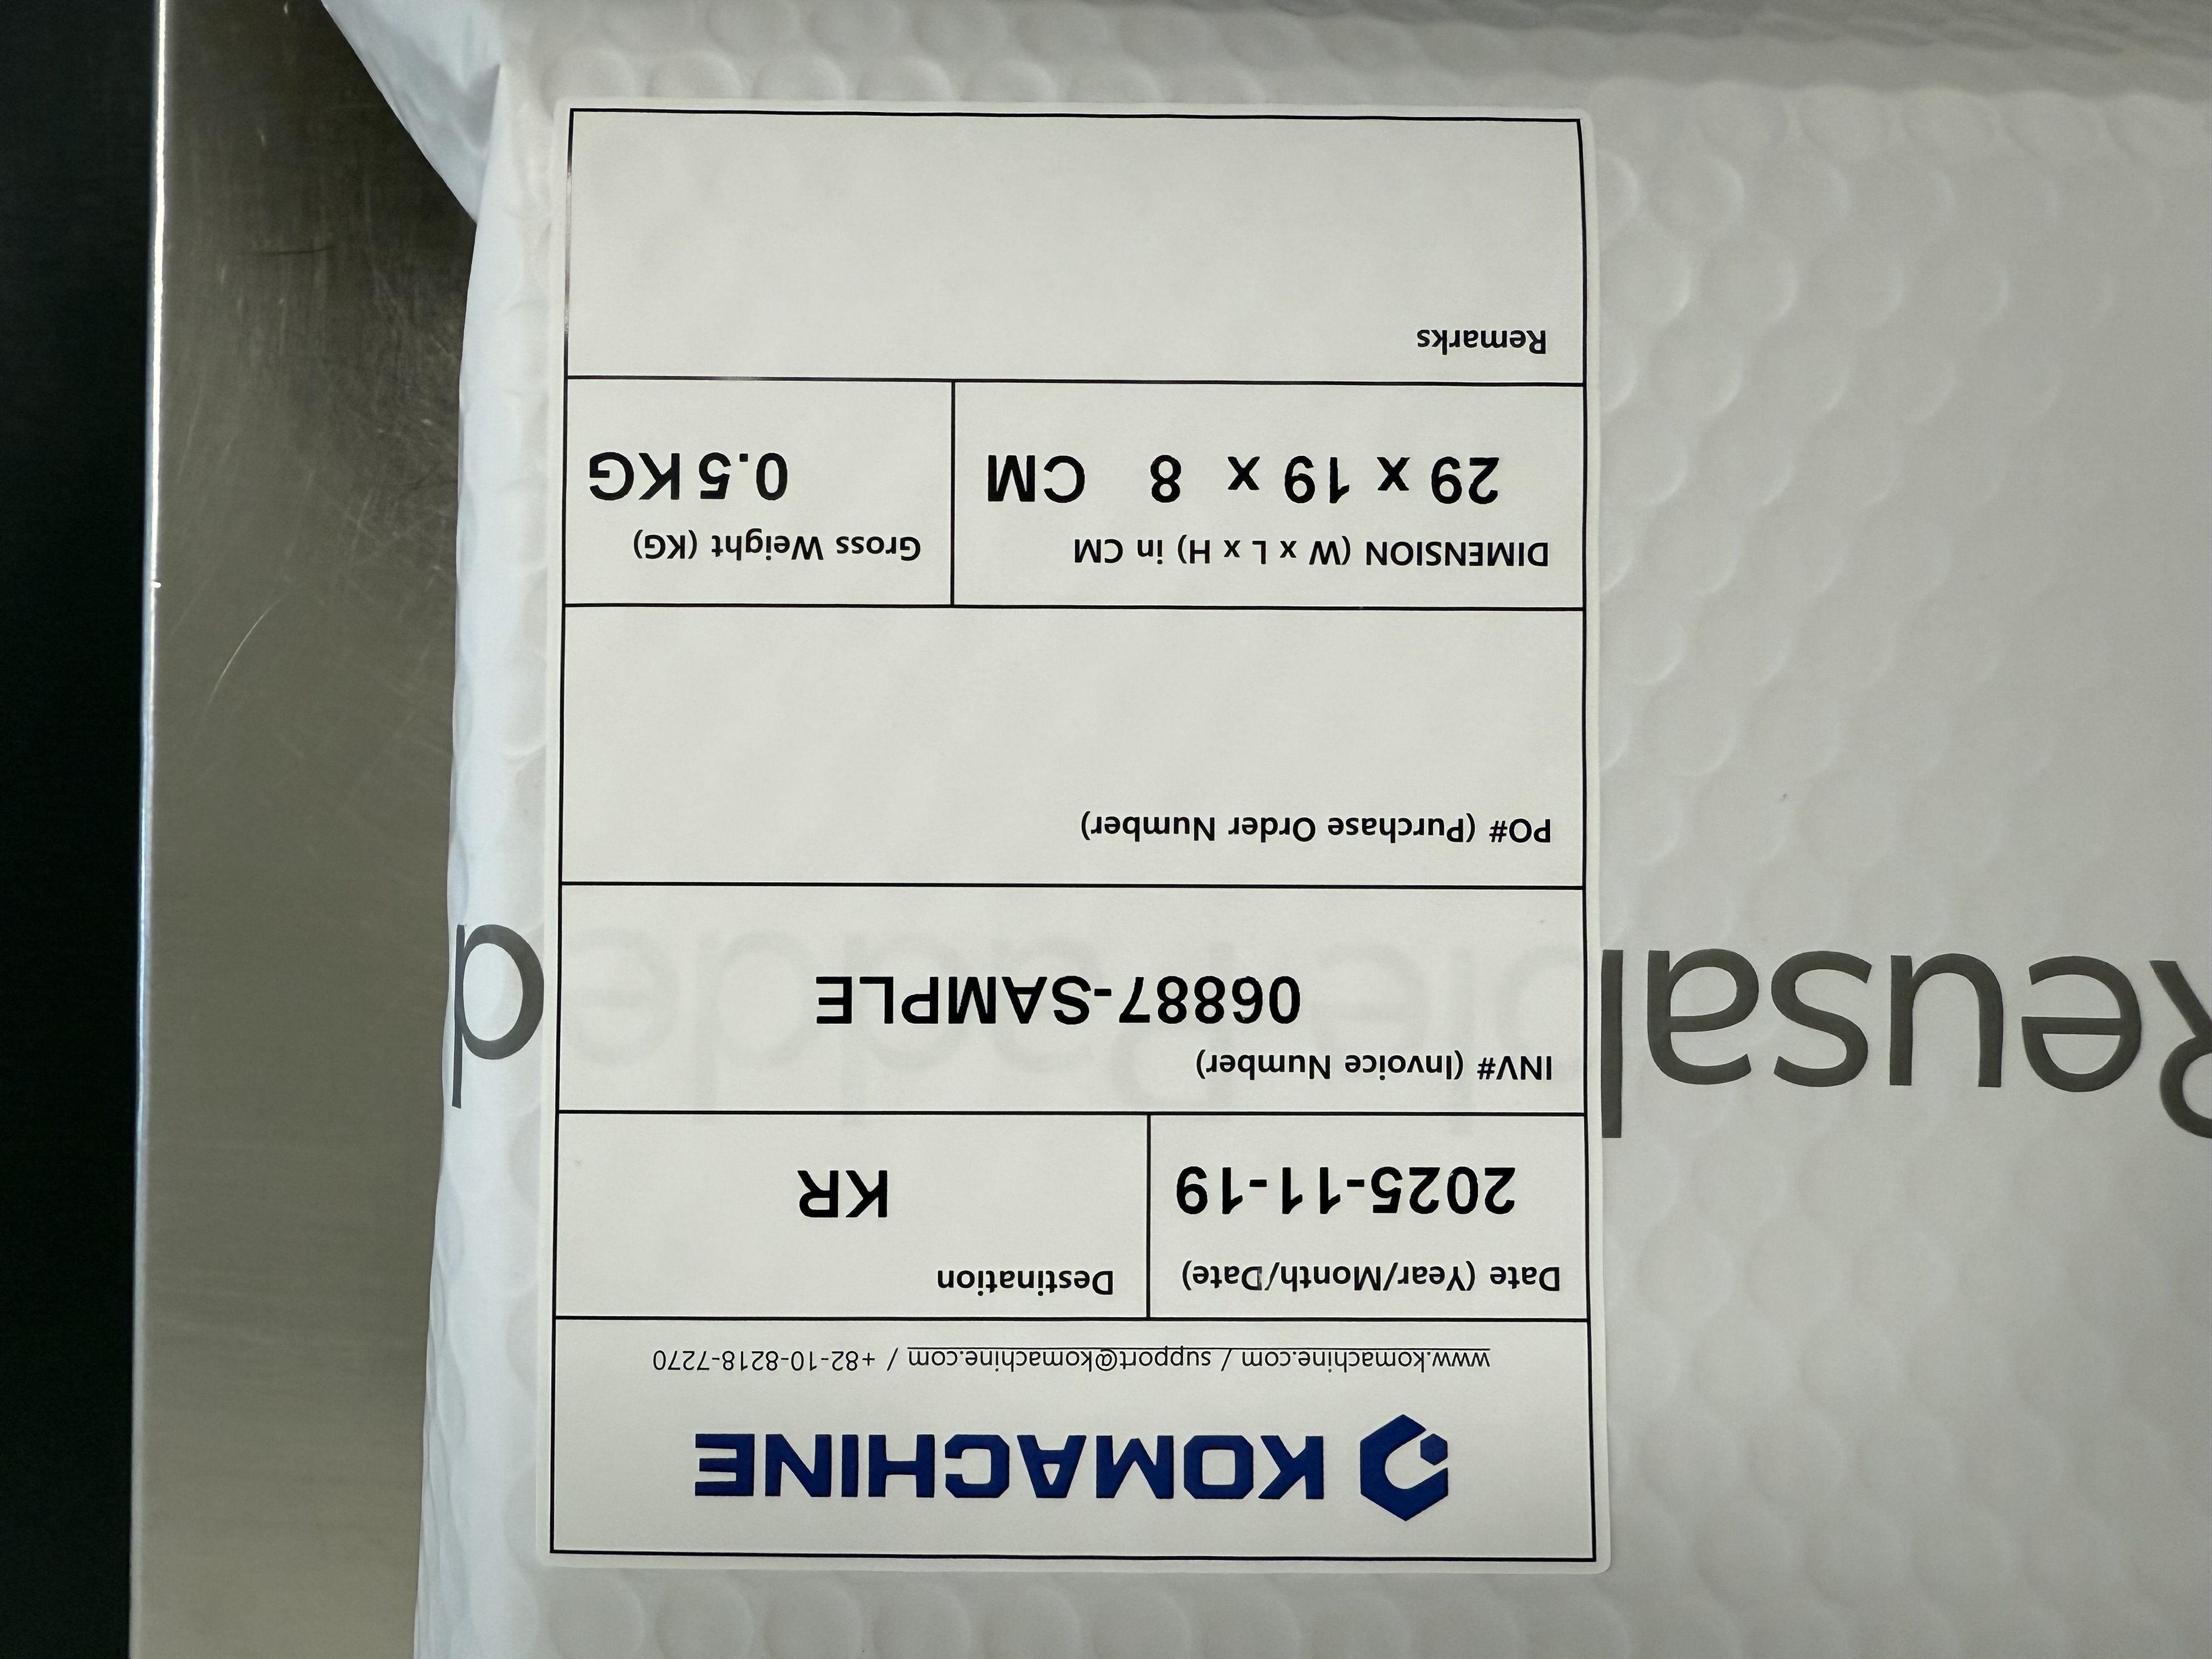 KOMACHINE
www.komachine.com / support@komachine.com / +82-10-8218-7270
Date (Year/Month/Date)
2025-11-19
Destination
KR
INV# (Invoice Number)
06887-SAMPLE
Reusable Padded
PO# (Purchase Order Number)
DIMENSION (W x L x H) in CM
29 x 19 x 8 CM
Gross Weight (KG)
0.5 KG
Remarks